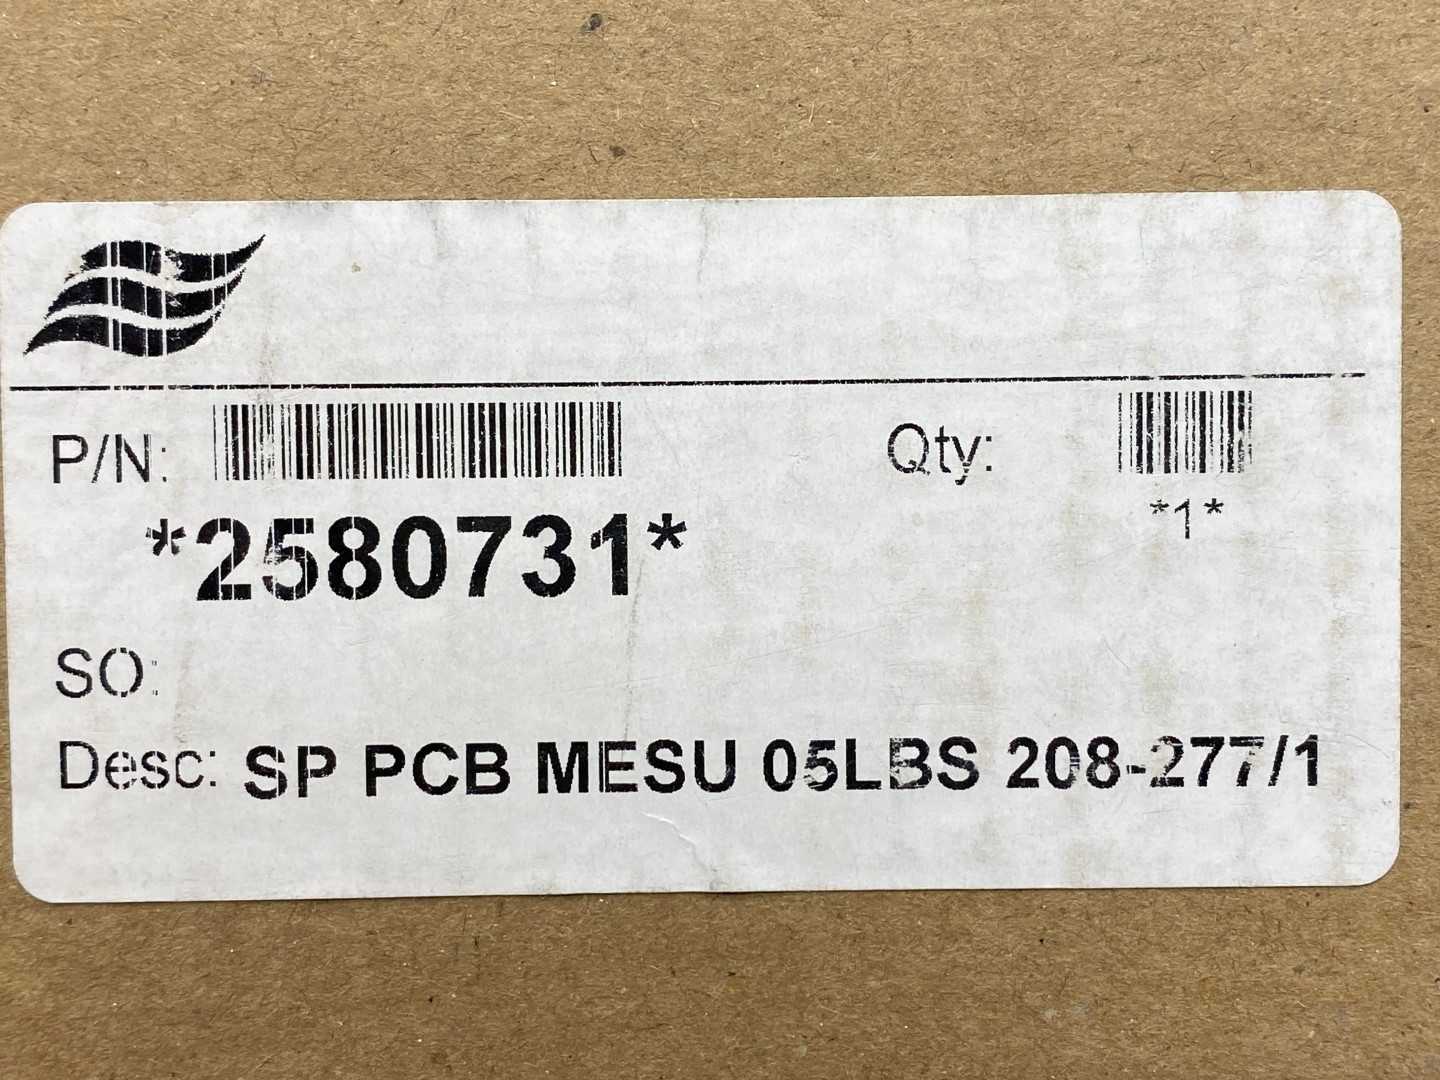 P/N: Qty:
*2580731* *1*
SO:
Desc: SP PCB MESU 05LBS 208-277/1